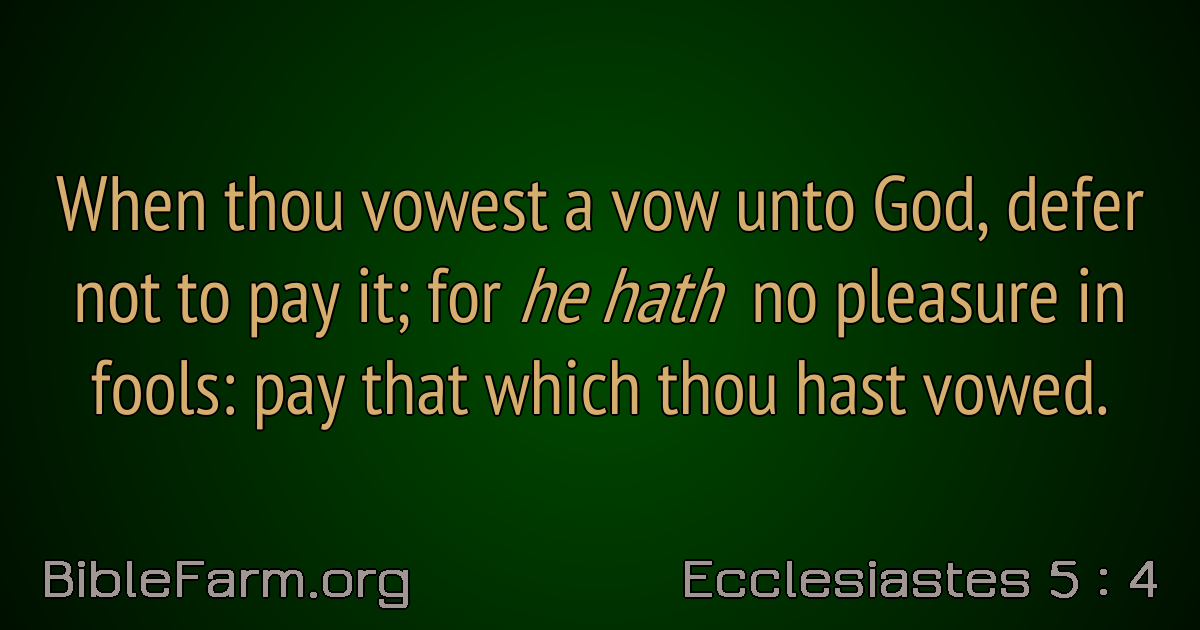 When thou vowest a vow unto God, defer
not to pay it; for he hath no pleasure in
fools: pay that which thou hast vowed.
BibleFarm.org
Ecclesiastes 5 : 4